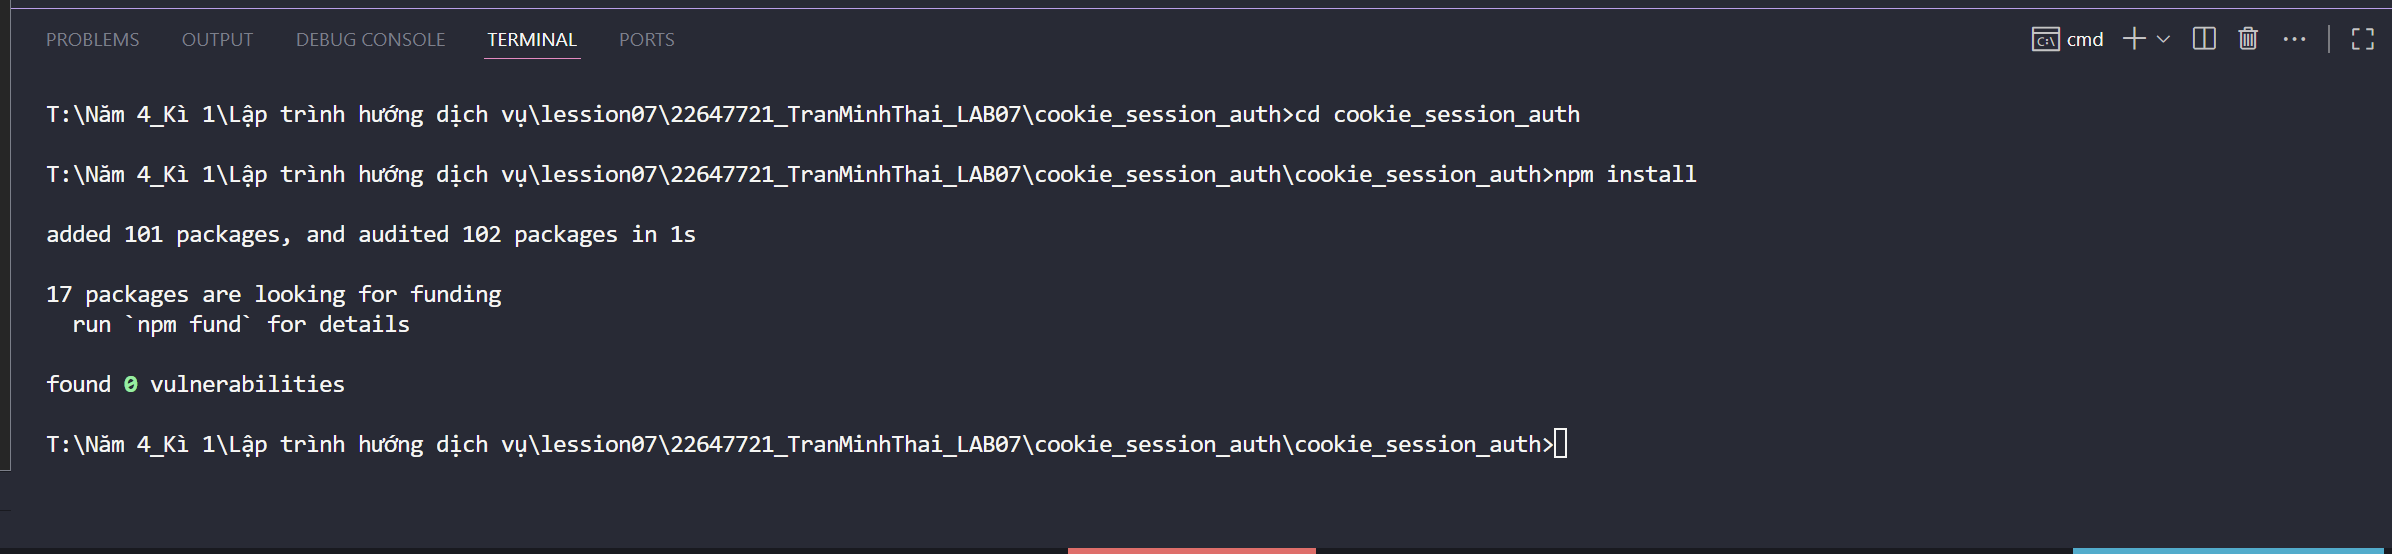 PROBLEMS OUTPUT DEBUG CONSOLE TERMINAL PORTS cmd
T:\Năm 4_Kì 1\Lập trình hướng dịch vụ\lession07\22647721_TranMinhThai_LAB07\cookie_session_auth>cd cookie_session_auth
T:\Năm 4_Kì 1\Lập trình hướng dịch vụ\lession07\22647721_TranMinhThai_LAB07\cookie_session_auth\cookie_session_auth>npm install
added 101 packages, and audited 102 packages in 1s
17 packages are looking for funding
  run `npm fund` for details
found 0 vulnerabilities
T:\Năm 4_Kì 1\Lập trình hướng dịch vụ\lession07\22647721_TranMinhThai_LAB07\cookie_session_auth\cookie_session_auth>